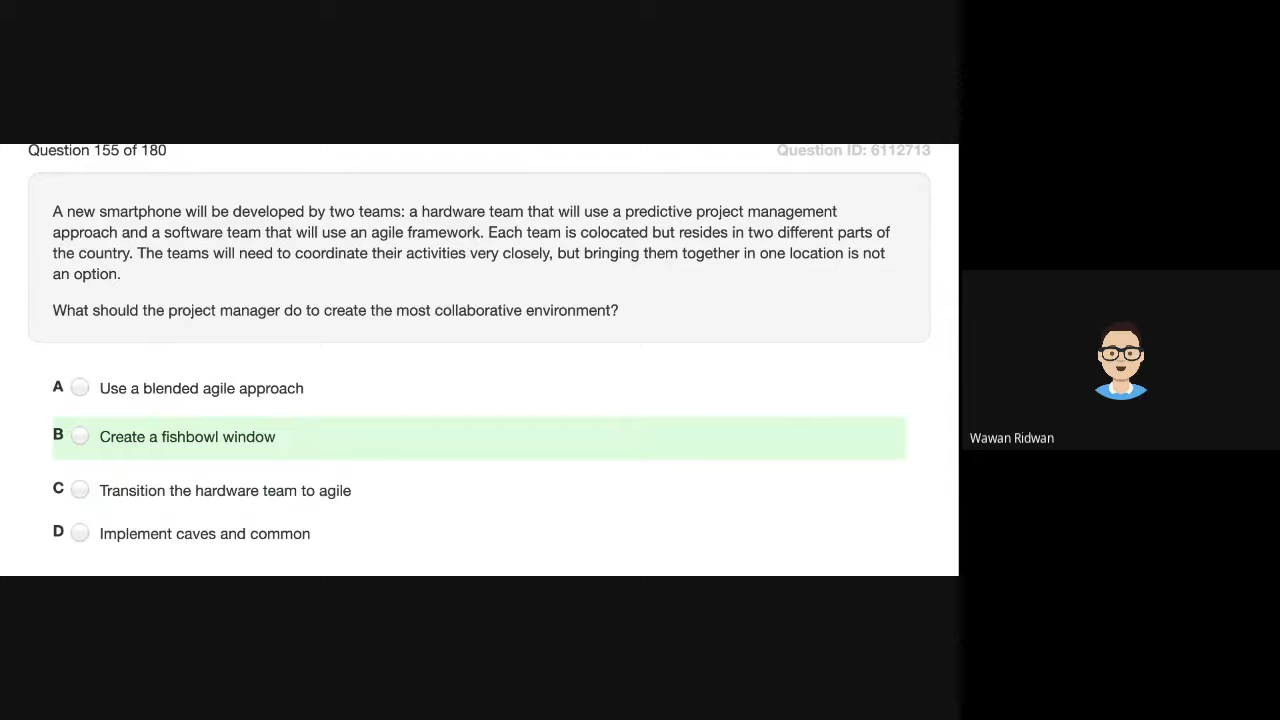 Question 155 of 180
Question ID: 6112713
A new smartphone will be developed by two teams: a hardware team that will use a predictive project management
approach and a software team that will use an agile framework. Each team is colocated but resides in two different parts of
the country. The teams will need to coordinate their activities very closely, but bringing them together in one location is not
an option.
What should the project manager do to create the most collaborative environment?
A Use a blended agile approach
B Create a fishbowl window
C Transition the hardware team to agile
D Implement caves and common
Wawan Ridwan